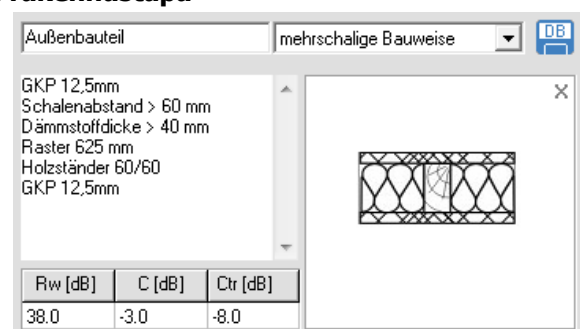 Außenbauteil
mehrschalige Bauweise
DB
GKP 12,5mm
Schalenabstand > 60 mm
Dämmstoffdicke > 40 mm
Raster 625 mm
Holzständer 60/60
GKP 12,5mm
Rw [dB] C [dB] Ctr [dB]
38.0 -3.0 -8.0